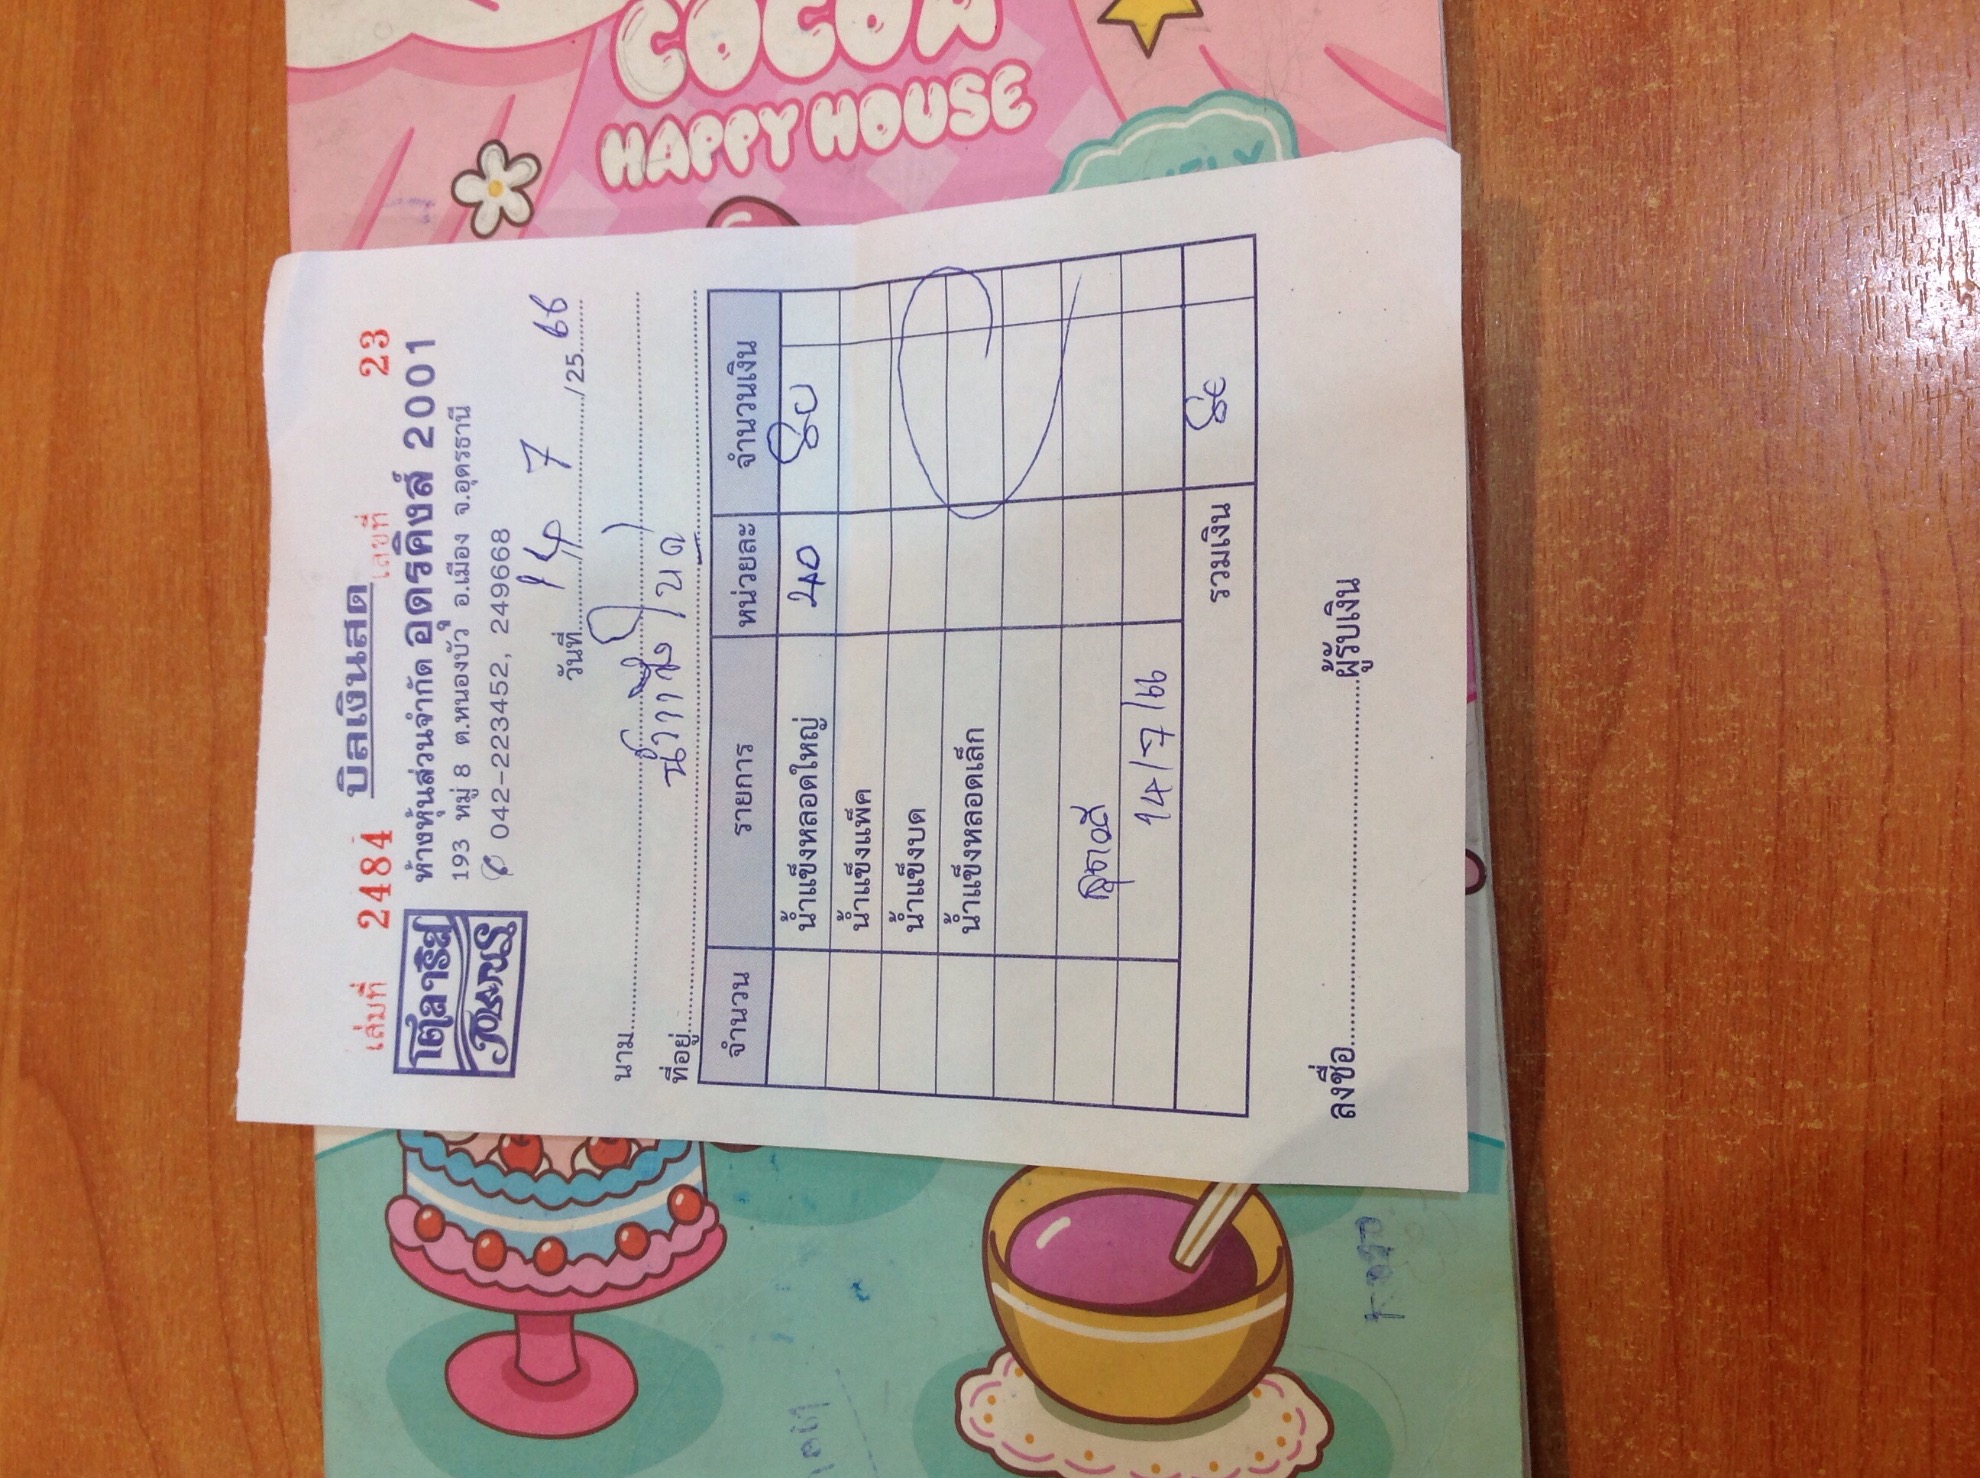 COCOA
HAPPY HOUSE
เล่มที่ 2484 บิลเงินสด เลขที่ 23
โตลาริส
ห้างหุ้นส่วนจำกัด อุดรคิงส์ 2001
193 หมู่ 8 ต.หนองบัว อ.เมือง จ.อุดรธานี
042-223452, 249668
วันที่ 14 / 7 /2566
นาม
ที่อยู่
จำนวน รายการ หน่วยละ จำนวนเงิน
น้ำแข็งหลอดใหญ่ 40
น้ำแข็งแพ็ค
น้ำแข็งบด
น้ำแข็งหลอดเล็ก
14/7/66
รวมเงิน
ลงชื่อ ผู้รับเงิน